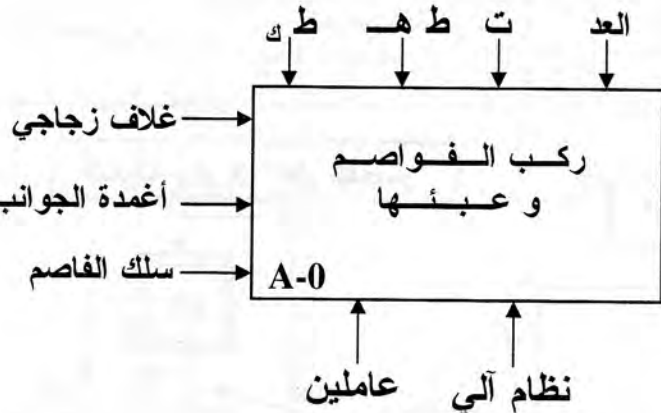 العد ت ط هـ ط ك
غلاف زجاجي
ركب الفواصم
و عبئها
أغمدة الجوانب
سلك الفاصم
A-0
نظام آلي عاملين